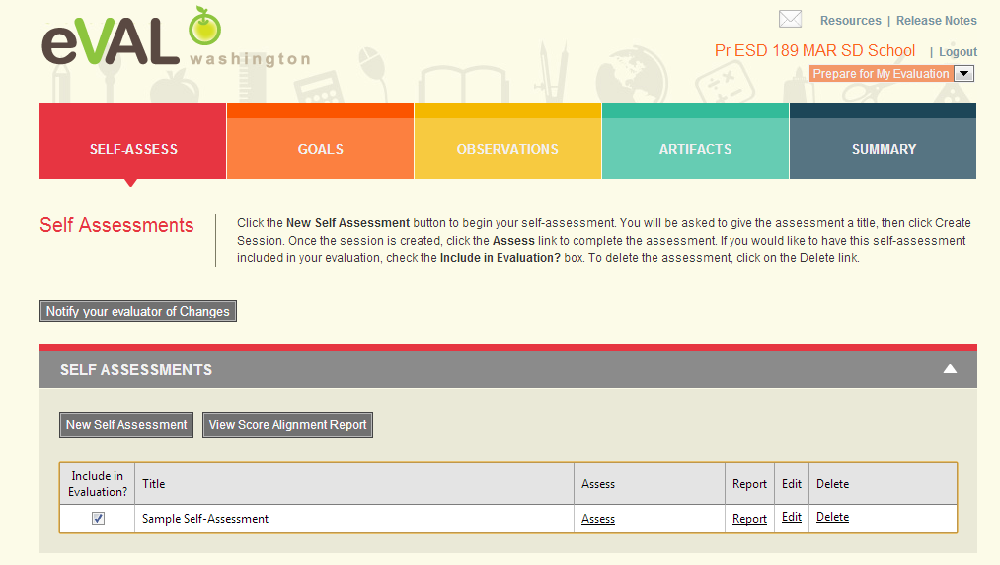 eVAL
washington
Resources | Release Notes
Pr ESD 189 MAR SD School | Logout
Prepare for My Evaluation
SELF-ASSESS GOALS OBSERVATIONS ARTIFACTS SUMMARY
Self Assessments
Click the New Self Assessment button to begin your self-assessment. You will be asked to give the assessment a title, then click Create
Session. Once the session is created, click the Assess link to complete the assessment. If you would like to have this self-assessment
included in your evaluation, check the Include in Evaluation? box. To delete the assessment, click on the Delete link.
Notify your evaluator of Changes
SELF ASSESSMENTS
New Self Assessment View Score Alignment Report
Include in
Evaluation? Title Assess Report Edit Delete
Sample Self-Assessment Assess Report Edit Delete